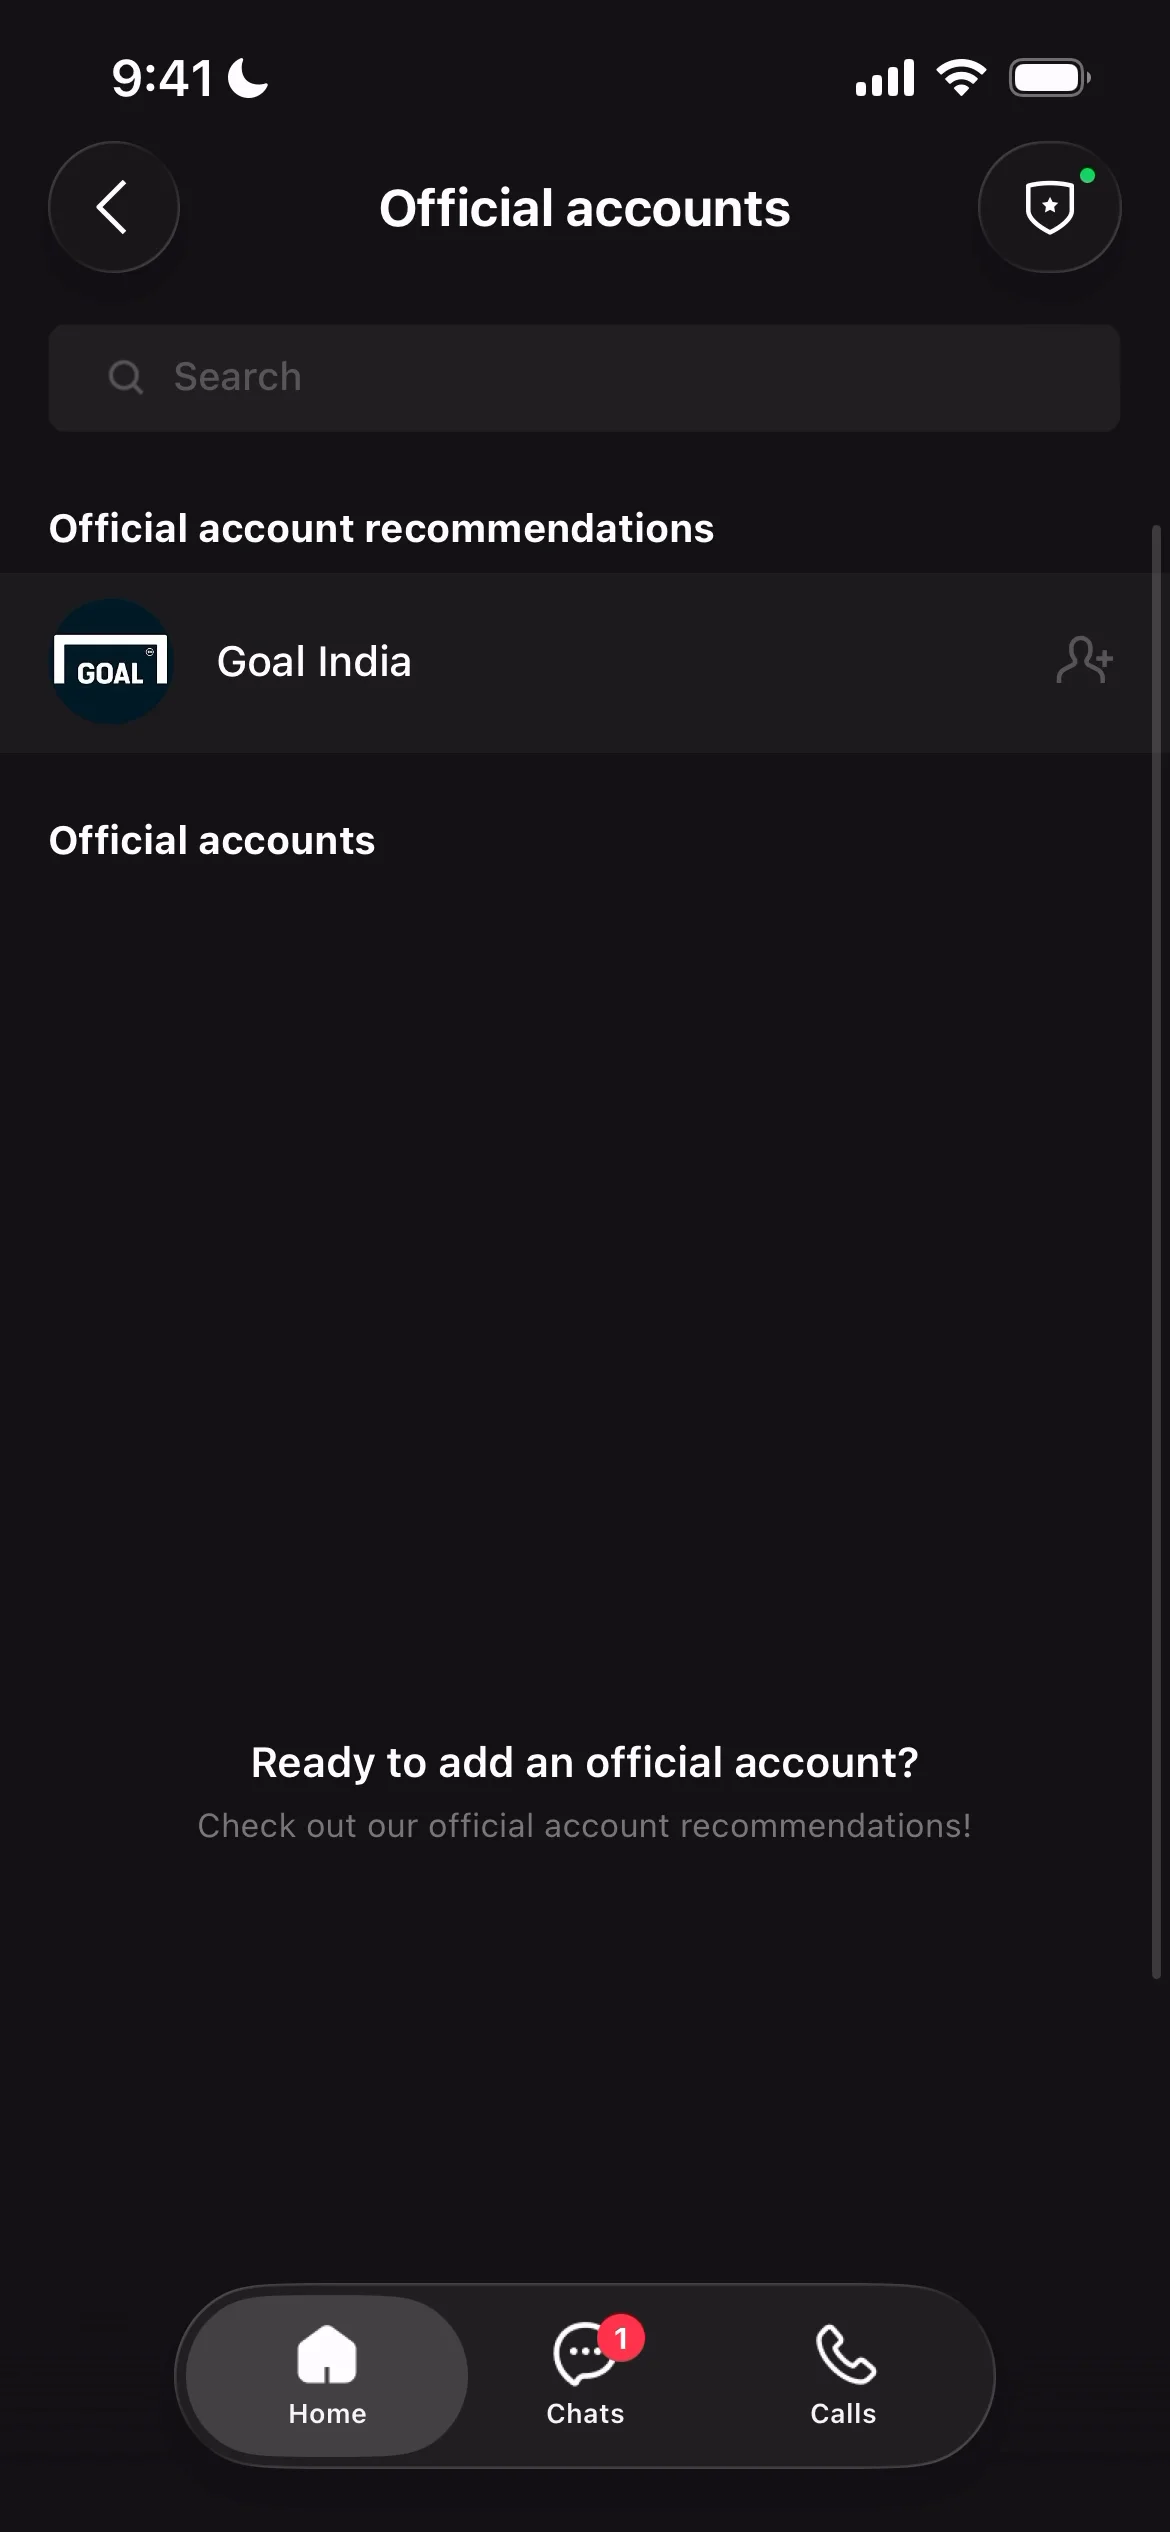 9:41
Official accounts
Search
Official account recommendations
GOAL
Goal India
Official accounts
Ready to add an official account?
Check out our official account recommendations!
1
Home
Chats
Calls